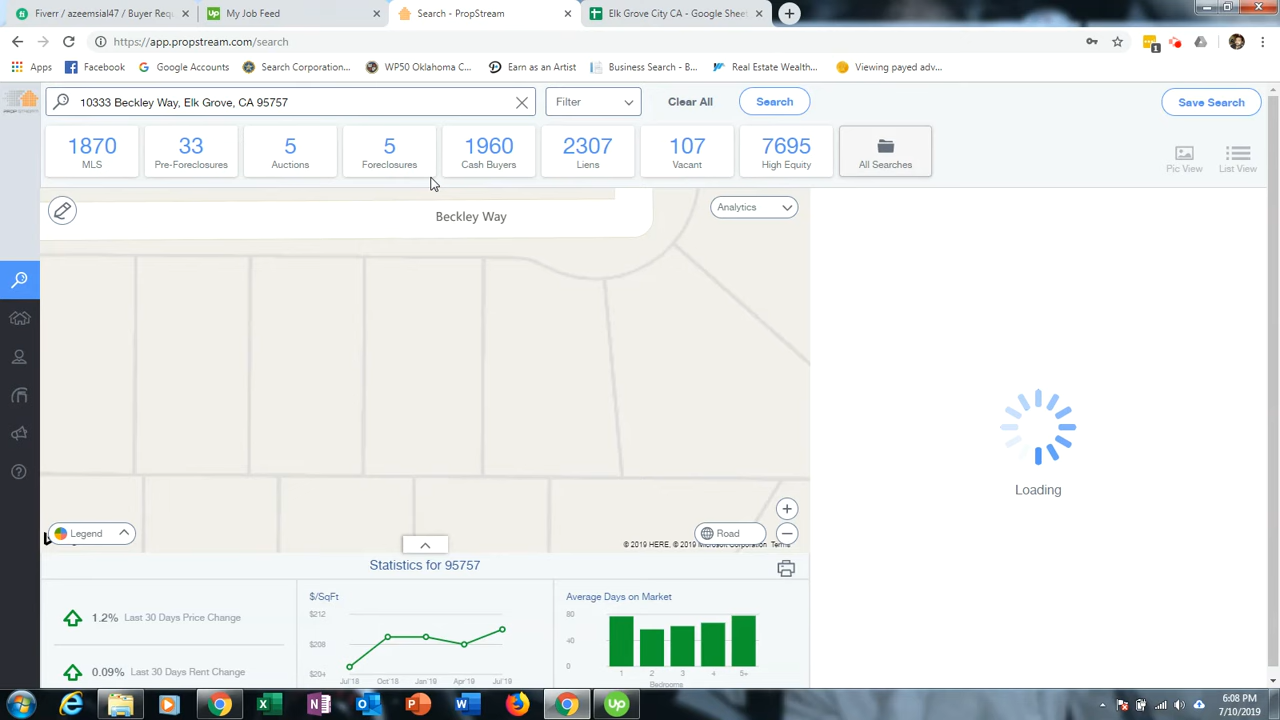 Fiverr / azeemsial47 / Buyer Req
My Job Feed
Search - PropStream
Elk Grove City CA - Google Sheet
https://app.propstream.com/search
1
Apps
Facebook
Google Accounts
Search Corporation...
WP50 Oklahoma C...
Earn as an Artist
Business Search - B...
Real Estate Wealth...
Viewing payed adv...
PROPSTREAM
10333 Beckley Way, Elk Grove, CA 95757
Filter
Clear All
Search
Save Search
1870
MLS
33
Pre-Foreclosures
5
Auctions
5
Foreclosures
1960
Cash Buyers
2307
Liens
107
Vacant
7695
High Equity
All Searches
Pic View
List View
Beckley Way
Analytics
Loading
Legend
Road
© 2019 HERE, © 2019 Microsoft Corporation Terms
Statistics for 95757
1.2% Last 30 Days Price Change
0.09% Last 30 Days Rent Change
$/SqFt
$212
$208
$204
Jul'18 Oct'18 Jan'19 Apr'19 Jul'19
Average Days on Market
80
40
0
1 2 3 4 5+
Bedrooms
6:08 PM
7/10/2019